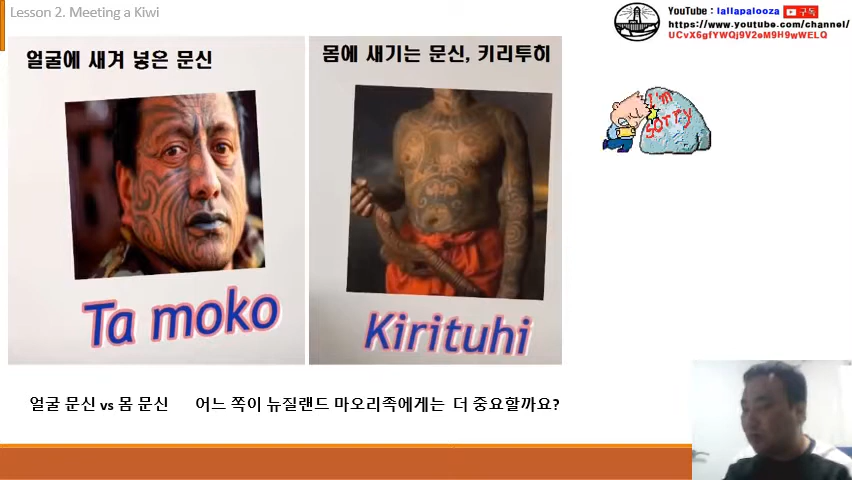 Lesson 2. Meeting a Kiwi
YouTube : lallapalooza 구독
https://www.youtube.com/channel/
UCvX6gfYWQj9V2eM9H9wWELQ
얼굴에 새겨 넣은 문신
몸에 새기는 문신, 키리투히
I'm
sorry
Ta moko
Kirituhi
얼굴 문신 vs 몸 문신 어느 쪽이 뉴질랜드 마오리족에게는 더 중요할까요?